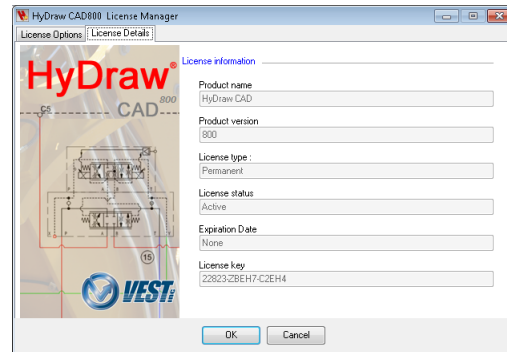 HyDraw CAD800 License Manager
License Options
License Details
HyDraw®
CAD 800
C5
15
VESTi
License information
Product name
HyDraw CAD
Product version
800
License type :
Permanent
License status
Active
Expiration Date
None
License key
22823-ZBEH7-C2EH4
OK
Cancel